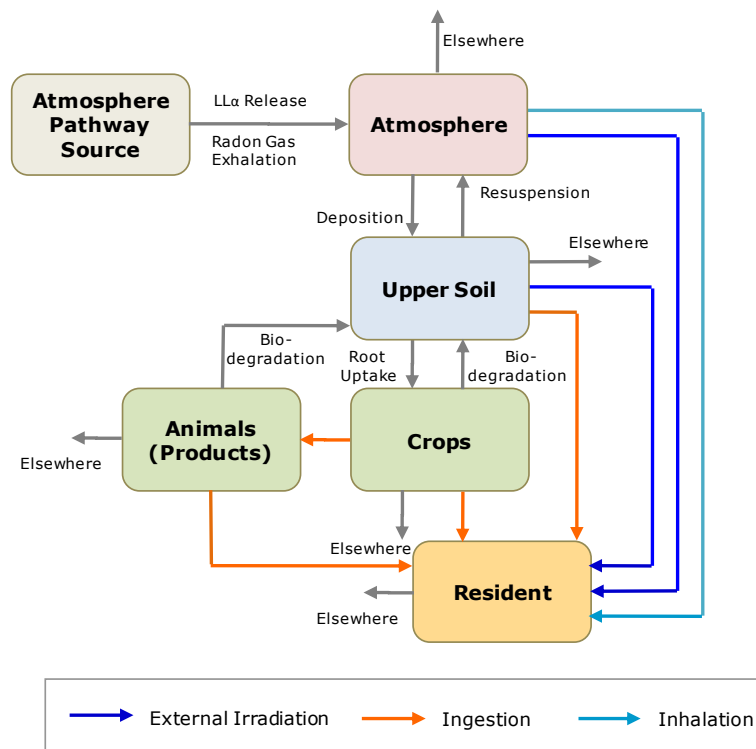 Elsewhere
Atmosphere
Pathway
Source
LLα Release
Radon Gas
Exhalation
Atmosphere
Deposition
Resuspension
Elsewhere
Upper Soil
Bio-
degradation
Root
Uptake
Bio-
degradation
Animals
(Products)
Crops
Elsewhere
Elsewhere
Resident
Elsewhere
External Irradiation
Ingestion
Inhalation